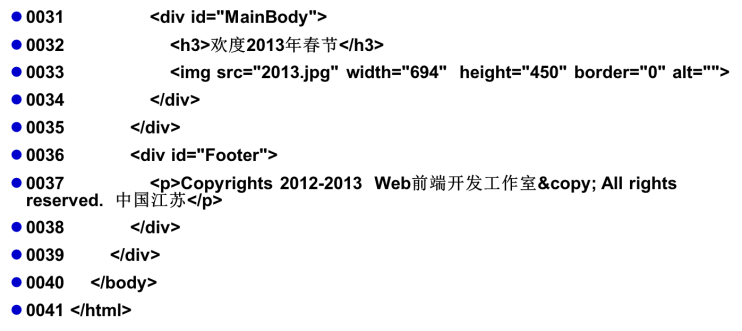 0031 <div id="MainBody">
0032 <h3>欢度2013年春节</h3>
0033 <img src="2013.jpg" width="694" height="450" border="0" alt="">
0034 </div>
0035 </div>
0036 <div id="Footer">
0037 <p>Copyrights 2012-2013 Web前端开发工作室&copy; All rights
reserved. 中国江苏</p>
0038 </div>
0039 </div>
0040 </body>
0041 </html>